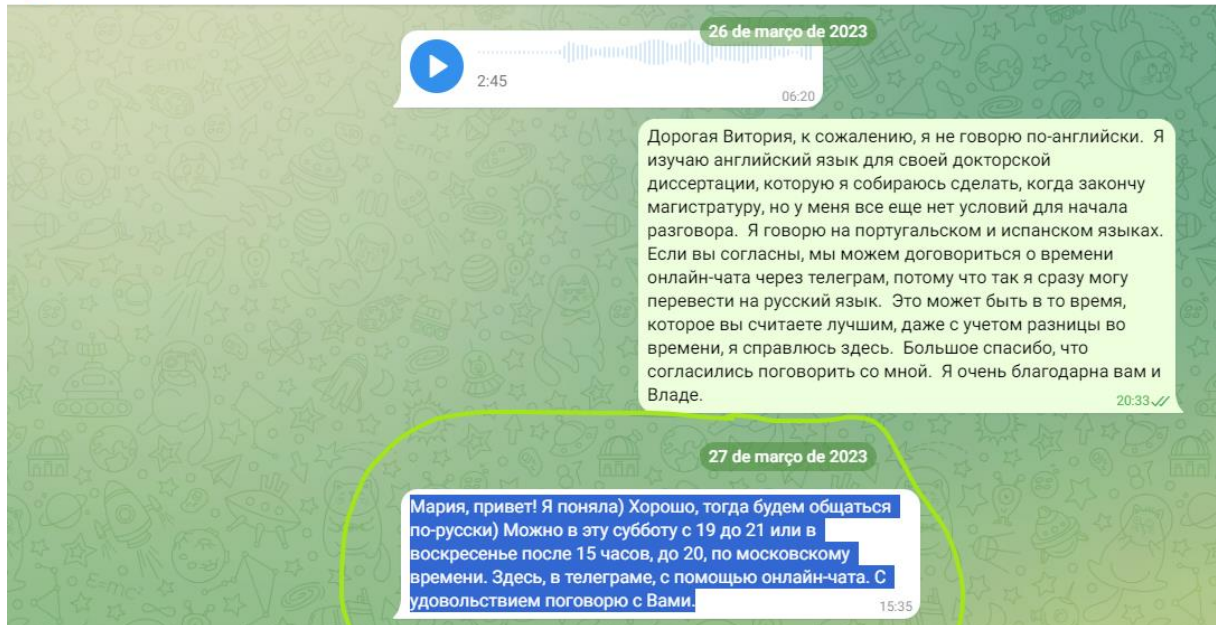 26 de março de 2023
2:45
06:20
Дорогая Витория, к сожалению, я не говорю по-английски.  Я
изучаю английский язык для своей докторской
диссертации, которую я собираюсь сделать, когда закончу
магистратуру, но у меня все еще нет условий для начала
разговора.  Я говорю на португальском и испанском языках.
Если вы согласны, мы можем договориться о времени
онлайн-чата через телеграм, потому что так я сразу могу
перевести на русский язык.  Это может быть в то время,
которое вы считаете лучшим, даже с учетом разницы во
времени, я справлюсь здесь.  Большое спасибо, что
согласились поговорить со мной.  Я очень благодарна вам и
Владе.
20:33
27 de março de 2023
Мария, привет! Я поняла) Хорошо, тогда будем общаться
по-русски) Можно в эту субботу с 19 до 21 или в
воскресенье после 15 часов, до 20, по московскому
времени. Здесь, в телеграме, с помощью онлайн-чата. С
удовольствием поговорю с Вами.
15:35